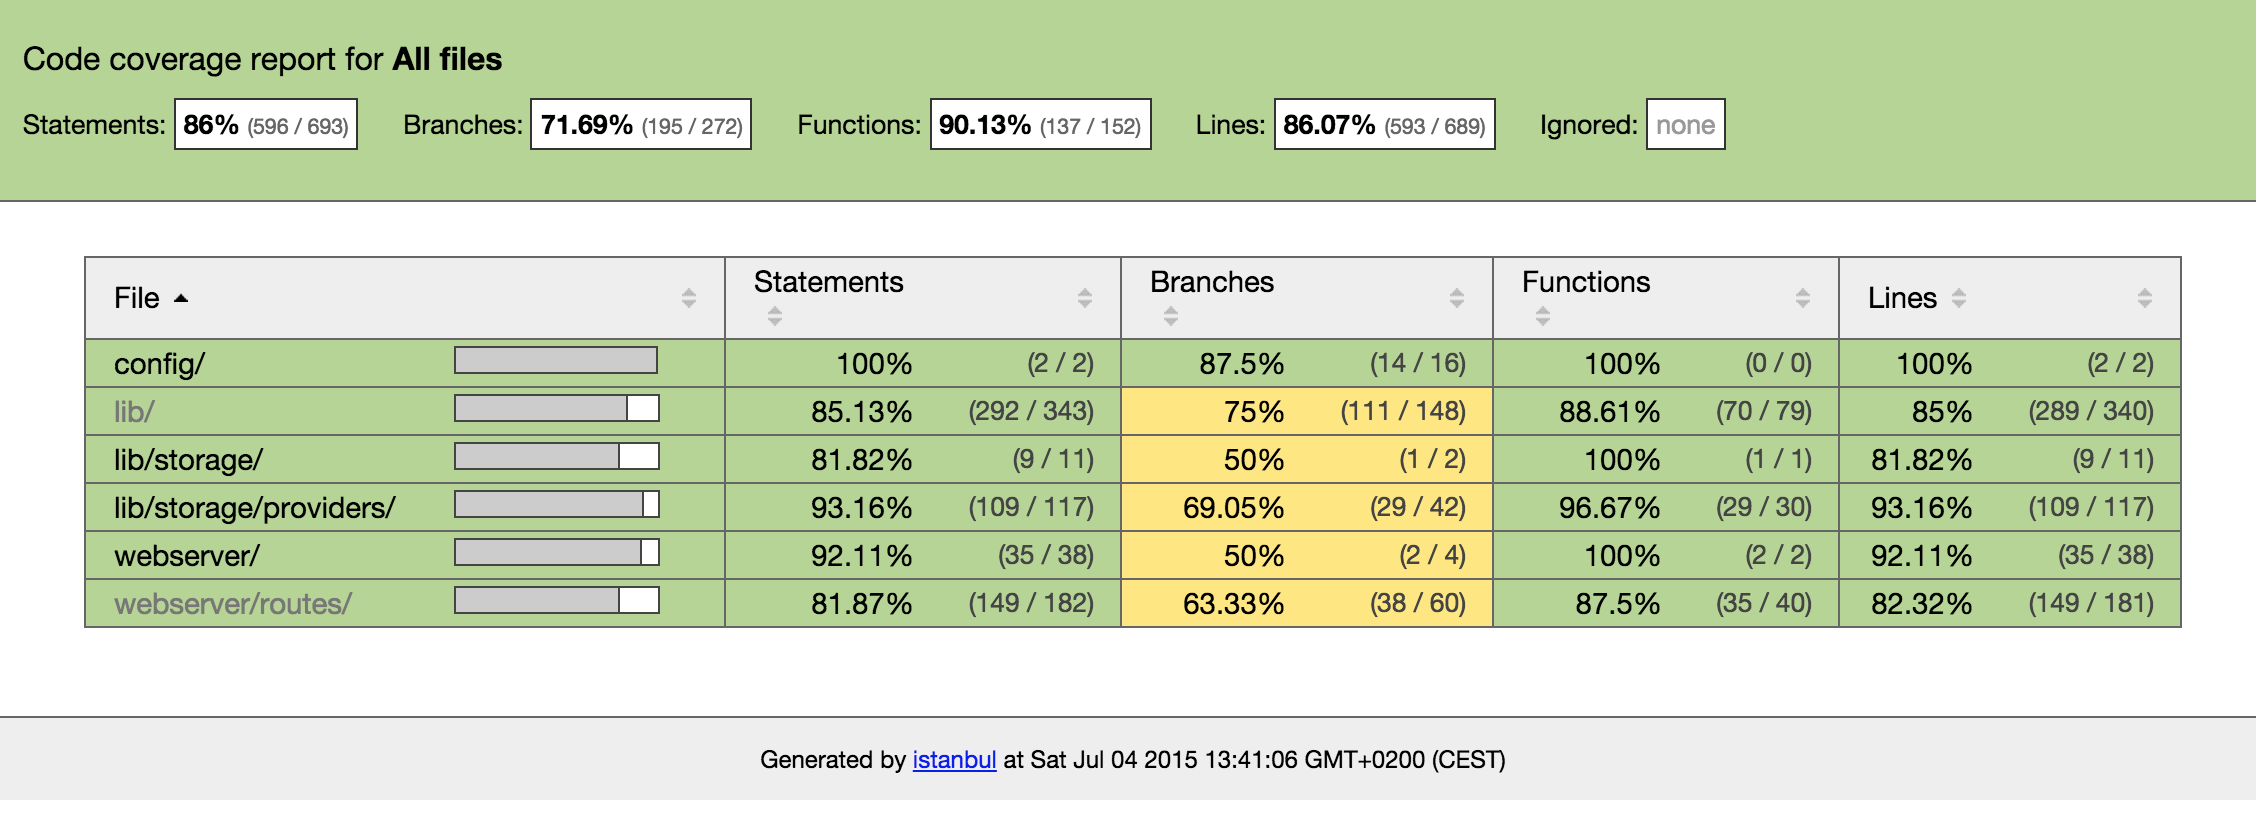 Code coverage report for All files
Statements: 86% (596 / 693) Branches: 71.69% (195 / 272) Functions: 90.13% (137 / 152) Lines: 86.07% (593 / 689) Ignored: none
File Statements Branches Functions Lines
config/ 100% (2 / 2) 87.5% (14 / 16) 100% (0 / 0) 100% (2 / 2)
lib/ 85.13% (292 / 343) 75% (111 / 148) 88.61% (70 / 79) 85% (289 / 340)
lib/storage/ 81.82% (9 / 11) 50% (1 / 2) 100% (1 / 1) 81.82% (9 / 11)
lib/storage/providers/ 93.16% (109 / 117) 69.05% (29 / 42) 96.67% (29 / 30) 93.16% (109 / 117)
webserver/ 92.11% (35 / 38) 50% (2 / 4) 100% (2 / 2) 92.11% (35 / 38)
webserver/routes/ 81.87% (149 / 182) 63.33% (38 / 60) 87.5% (35 / 40) 82.32% (149 / 181)
Generated by istanbul at Sat Jul 04 2015 13:41:06 GMT+0200 (CEST)